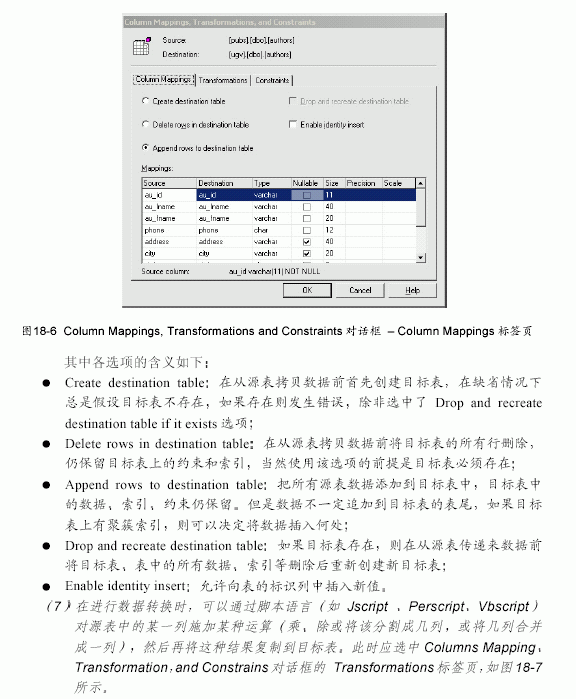 Column Mappings, Transformations, and Constraints
Source: [pubs].[dbo].[authors]
Destination: [ugv].[dbo].[authors]
Column Mappings Transformations Constraints
Create destination table Drop and recreate destination table
Delete rows in destination table Enable identity insert
Append rows to destination table
Mappings:
Source Destination Type Nullable Size Precision Scale
au_id au_id varchar 11
au_lname au_lname varchar 40
au_fname au_fname varchar 20
phone phone char 12
address address varchar 40
city city varchar 20
Source column: au_id varchar(11) NOT NULL
OK Cancel Help
图18-6 Column Mappings, Transformations and Constraints 对话框 – Column Mappings 标签页
其中各选项的含义如下:
● Create destination table: 在从源表拷贝数据前首先创建目标表,在缺省情况下
总是假设目标表不存在,如果存在则发生错误,除非选中了 Drop and recreate
destination table if it exists 选项;
● Delete rows in destination table: 在从源表拷贝数据前将目标表的所有行删除,
仍保留目标表上的约束和索引,当然使用该选项的前提是目标表必须存在;
● Append rows to destination table: 把所有源表数据添加到目标表中,目标表中
的数据、索引、约束仍保留。但是数据不一定追加到目标表的表尾,如果目标
表上有聚簇索引,则可以决定将数据插入何处;
● Drop and recreate destination table: 如果目标表存在,则在从源表传递来数据前
将目标表、表中的所有数据、索引等删除后重新创建新目标表;
● Enable identity insert: 允许向表的标识列中插入新值。
(7)在进行数据转换时,可以通过脚本语言(如 Jscript 、Perscript、Vbscript)
对源表中的某一列施加某种运算(乘、除或将该分割成几列,或将几列合并
成一列),然后再将这种结果复制到目标表。此时应选中 Columns Mapping、
Transformation, and Constrains 对话框的 Transformations 标签页,如图 18-7
所示。